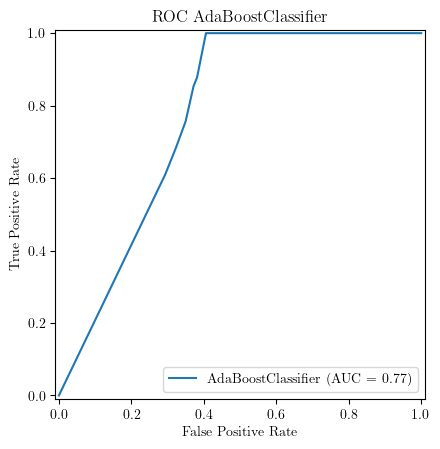 ROC AdaBoostClassifier
1.0
0.8
0.6
0.4
0.2
0.0
True Positive Rate
AdaBoostClassifier (AUC = 0.77)
0.0 0.2 0.4 0.6 0.8 1.0
False Positive Rate